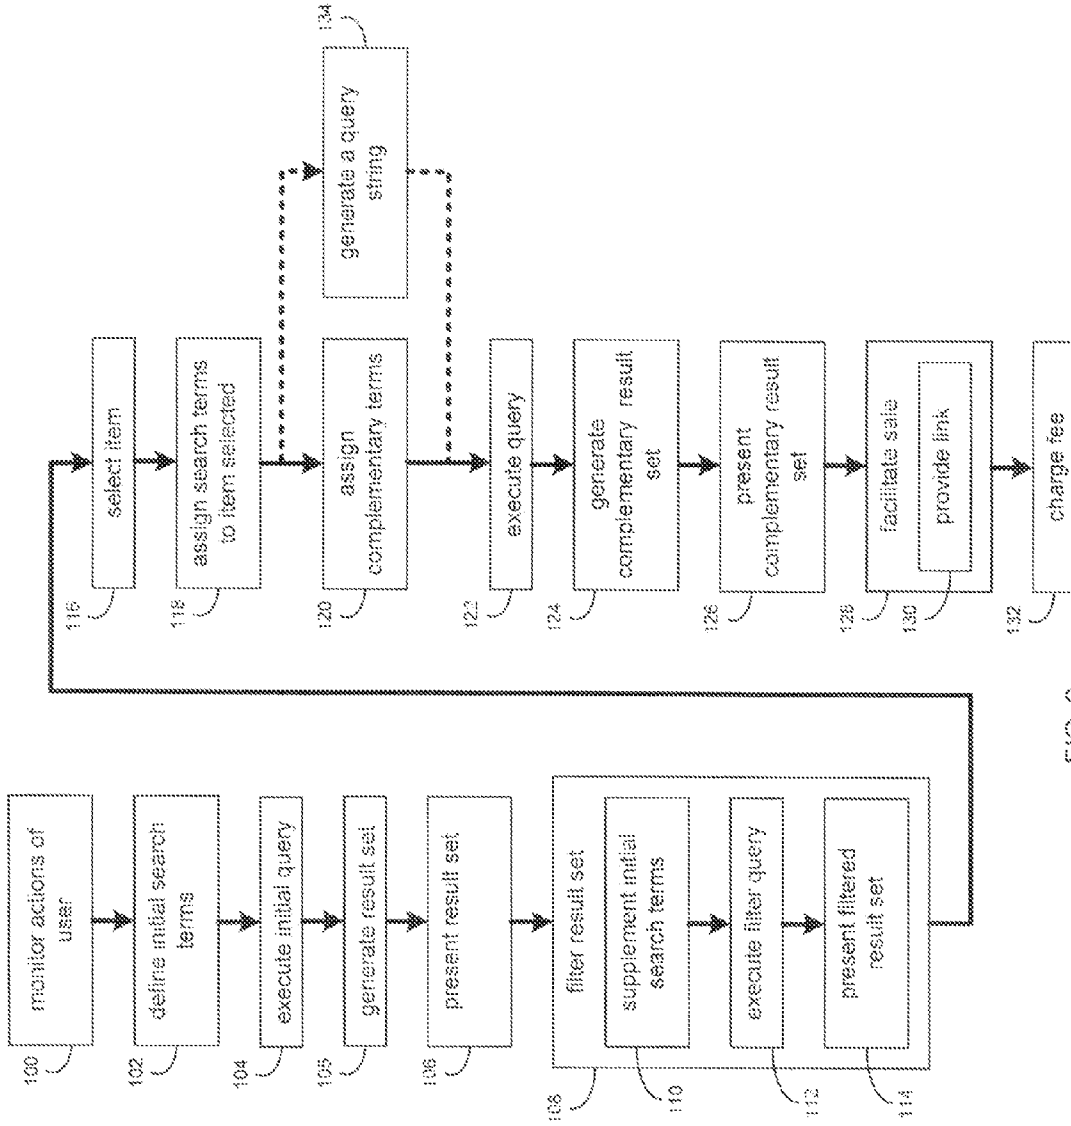 100
monitor actions of
user
102
define initial search
terms
104
execute initial query
105
generate result set
106
present result set
108
filter result set
110
supplement initial
search terms
112
execute filter query
114
present filtered
result set
116
select item
118
assign search terms
to item selected
120
assign
complementary terms
134
generate a query
string
122
execute query
124
generate
complementary result
set
126
present
complementary result
set
128
facilitate sale
130
provide link
132
charge fee